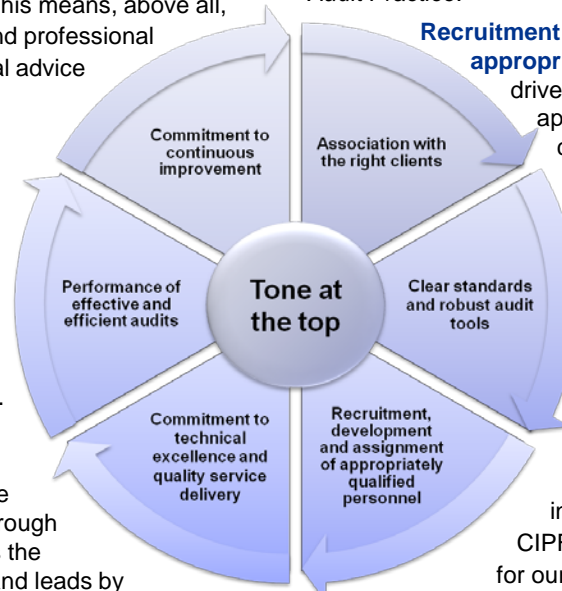 his means, above all,
nd professional
al advice
Audit Practice.
Recruitment
appropr
drive
ap
Commitment to
continuous
improvement
Association with
the right clients
Clear standards
and robust audit
tools
Recruitment,
development
and assignment
of appropriately
qualified
personnel
Commitment to
technical
excellence and
quality service
delivery
Performance of
effective and
efficient audits
Tone at
the top
rough
the
and leads by
in
CIPF
for our